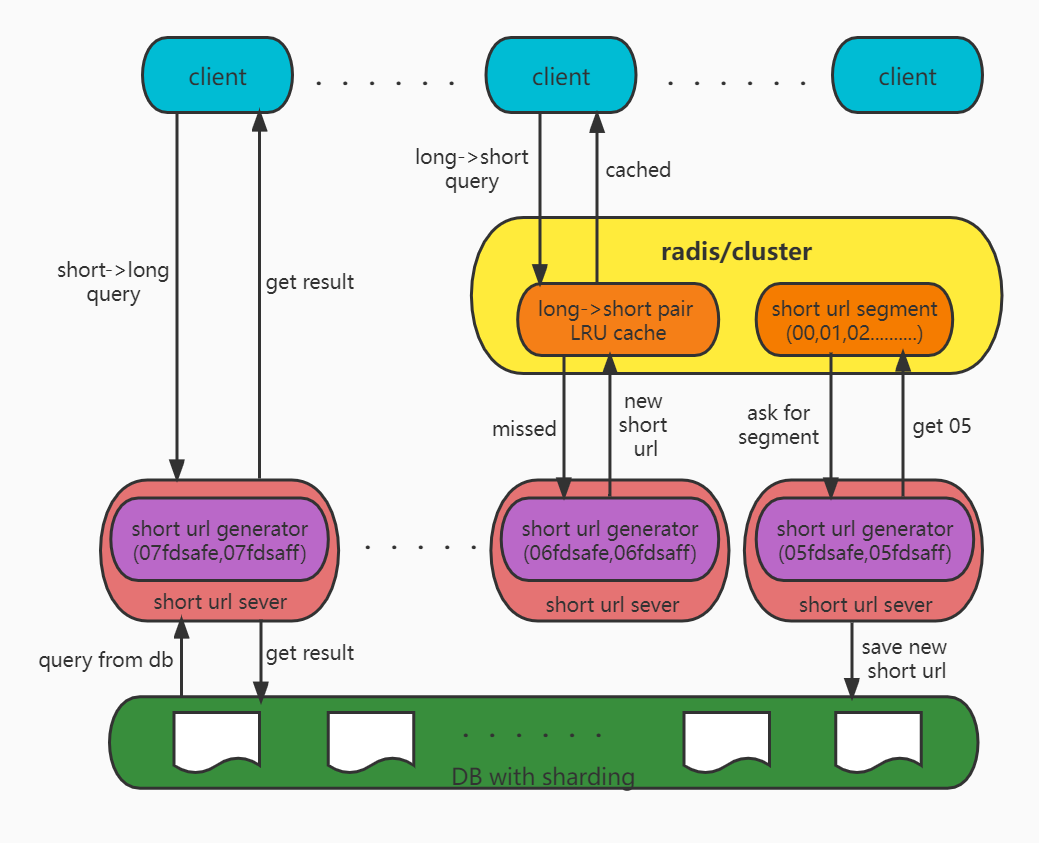 client
client
client
long->short
query
cached
short->long
query
get result
radis/cluster
long->short pair
LRU cache
short url segment
(00,01,02..........)
missed
new
short
url
ask for
segment
get 05
short url generator
(07fdsafe,07fdsaff)
short url sever
short url generator
(06fdsafe,06fdsaff)
short url sever
short url generator
(05fdsafe,05fdsaff)
short url sever
query from db
get result
save new
short url
DB with sharding